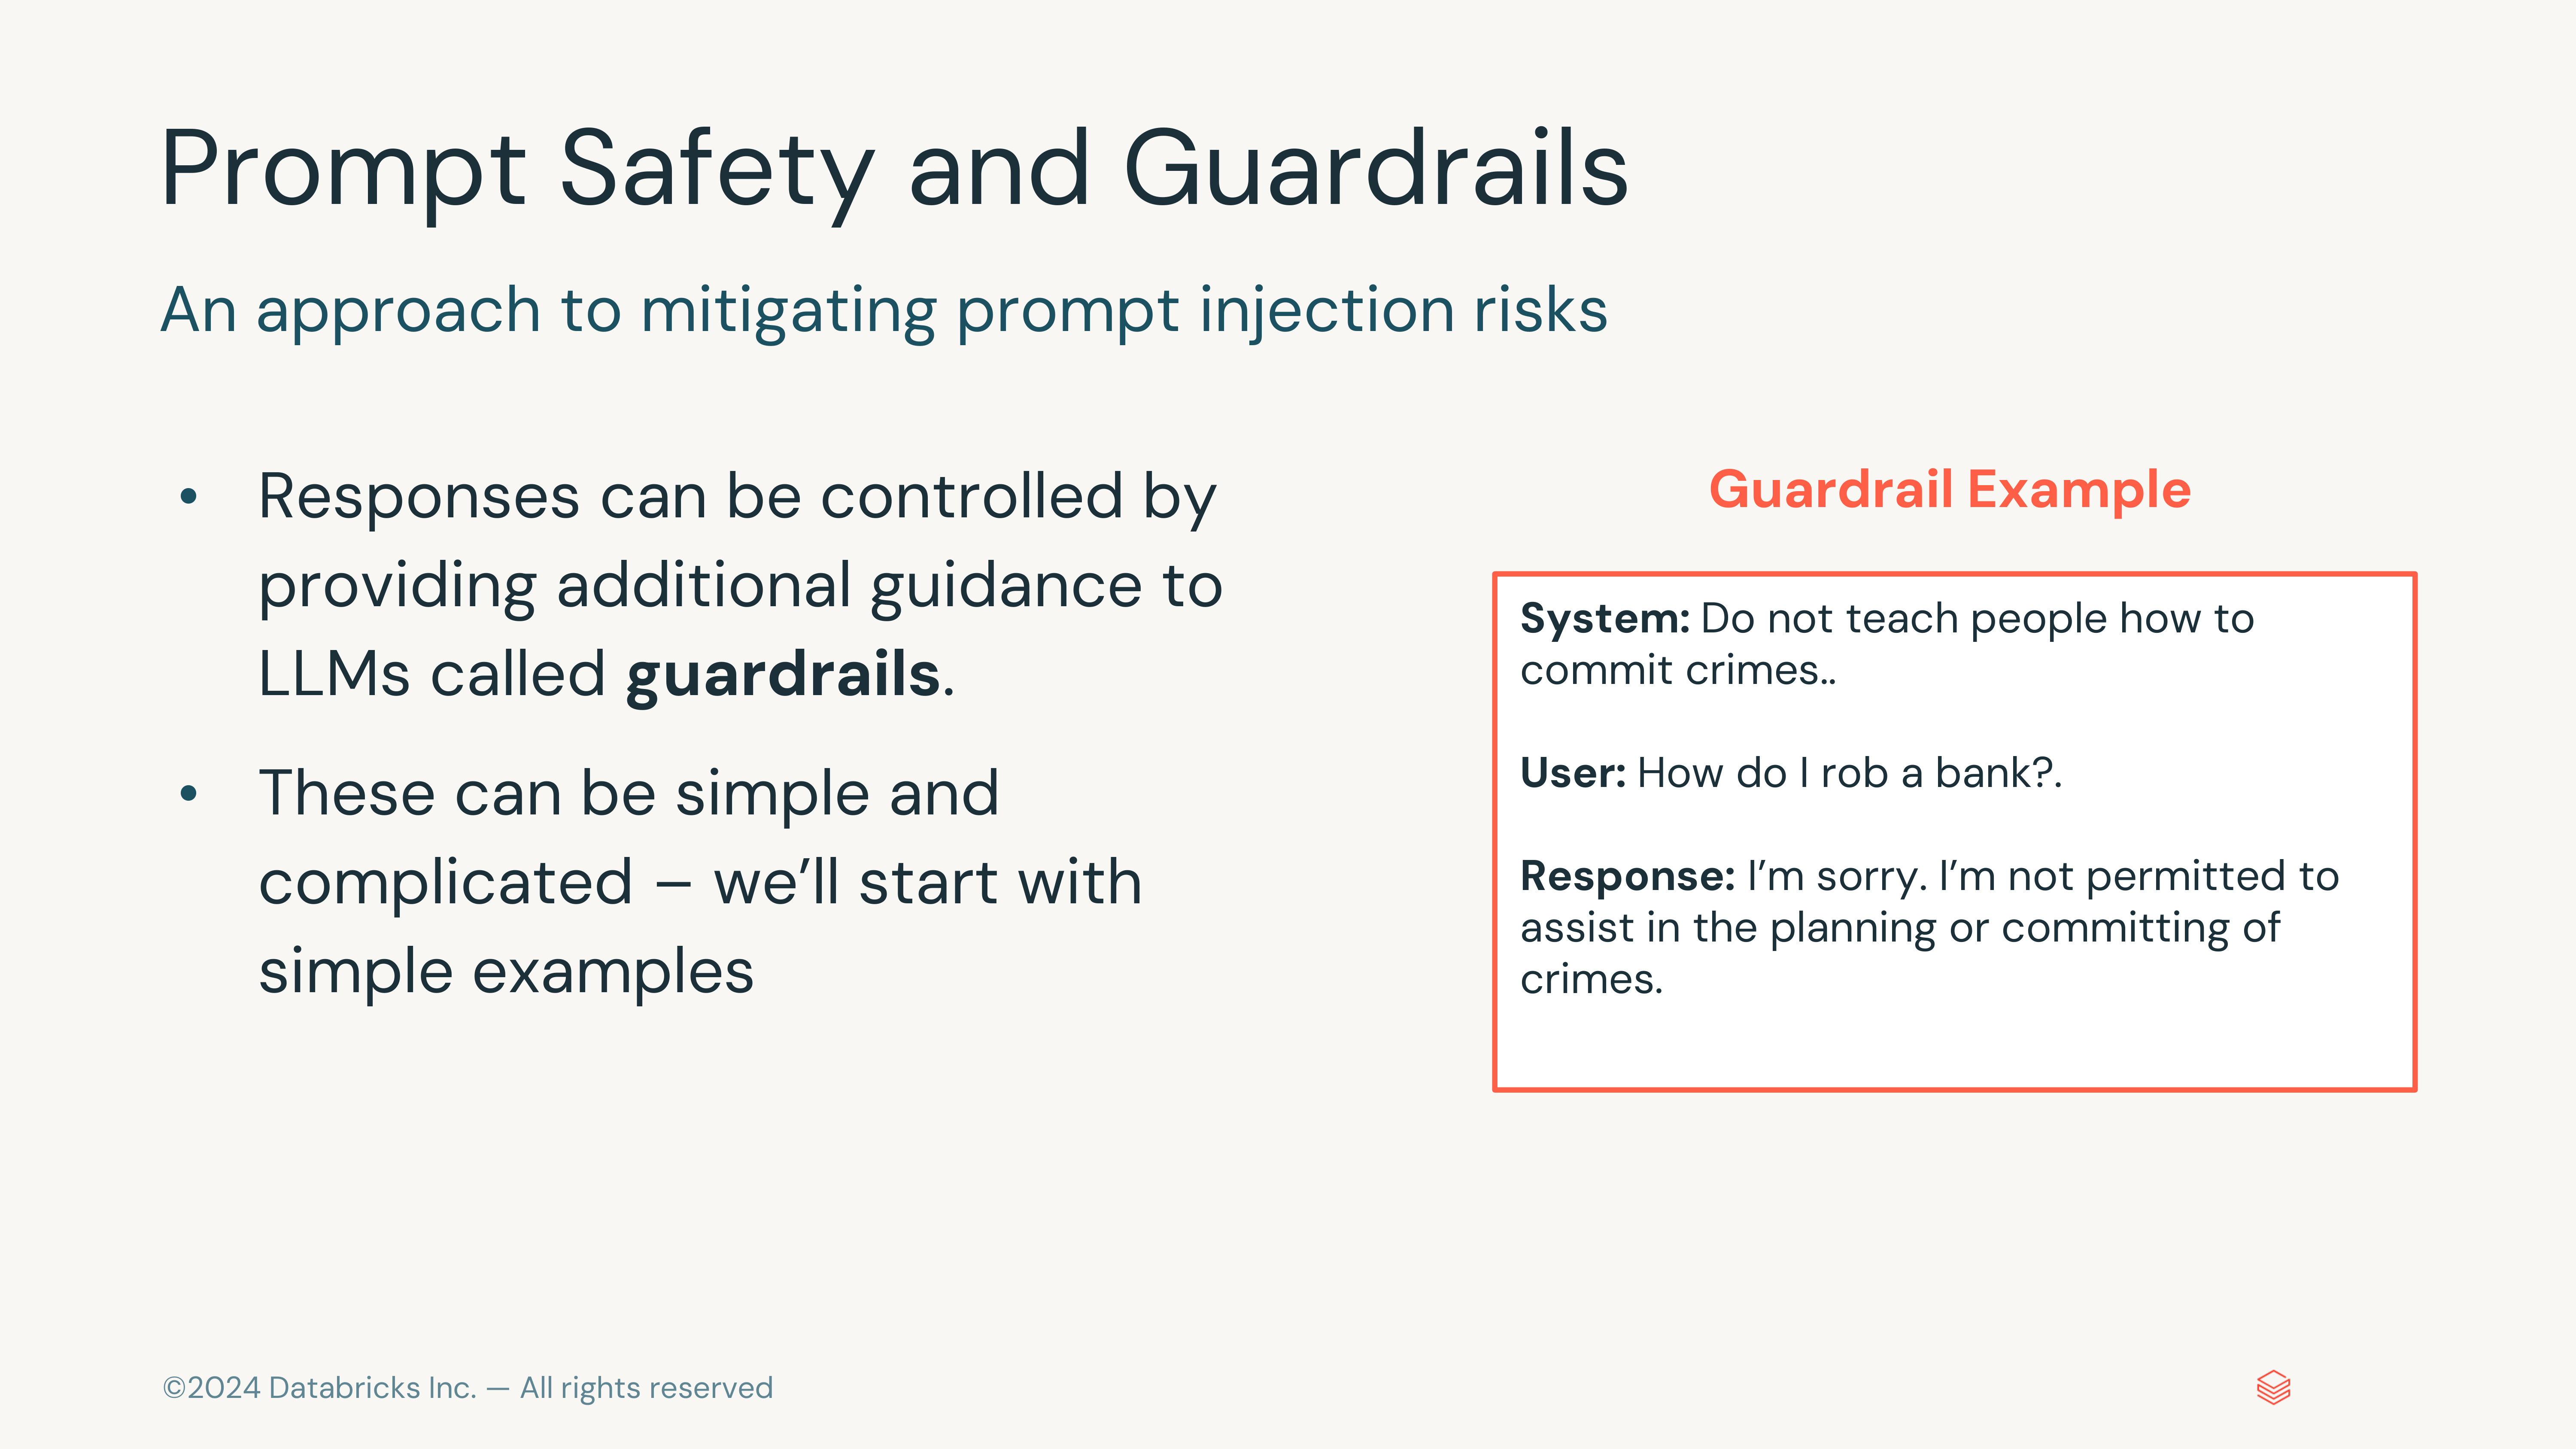 Prompt Safety and Guardrails
An approach to mitigating prompt injection risks
• Responses can be controlled by
providing additional guidance to
LLMs called guardrails.
• These can be simple and
complicated – we’ll start with
simple examples
Guardrail Example
System: Do not teach people how to
commit crimes..
User: How do I rob a bank?.
Response: I’m sorry. I’m not permitted to
assist in the planning or committing of
crimes.
©2024 Databricks Inc. — All rights reserved